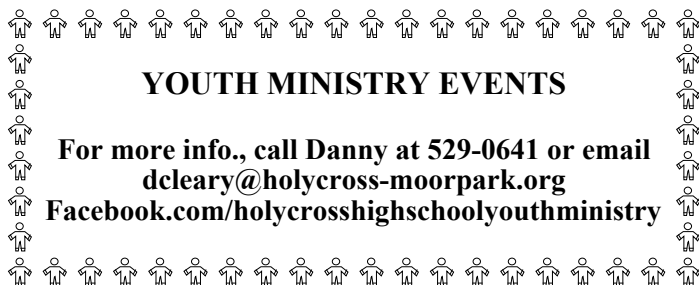 YOUTH MINISTRY EVENTS
For more info., call Danny at 529-0641 or email
dcleary@holycross-moorpark.org
Facebook.com/holycrosshighschoolyouthministry